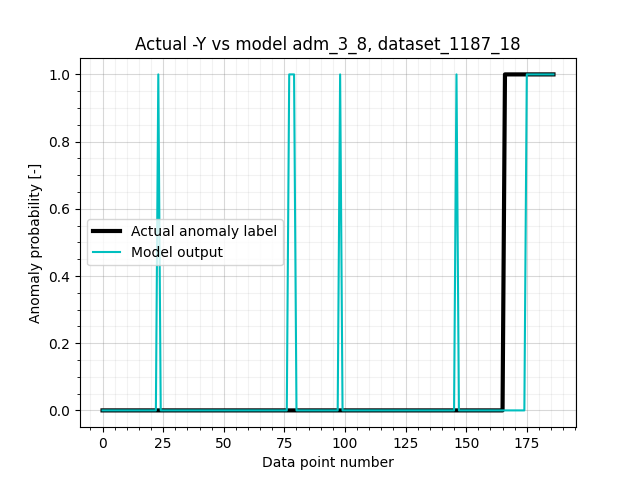 Actual -Y vs model adm_3_8, dataset_1187_18
1.0
0.8
0.6
0.4
0.2
0.0
Anomaly probability [-]
Actual anomaly label
Model output
0 25 50 75 100 125 150 175
Data point number